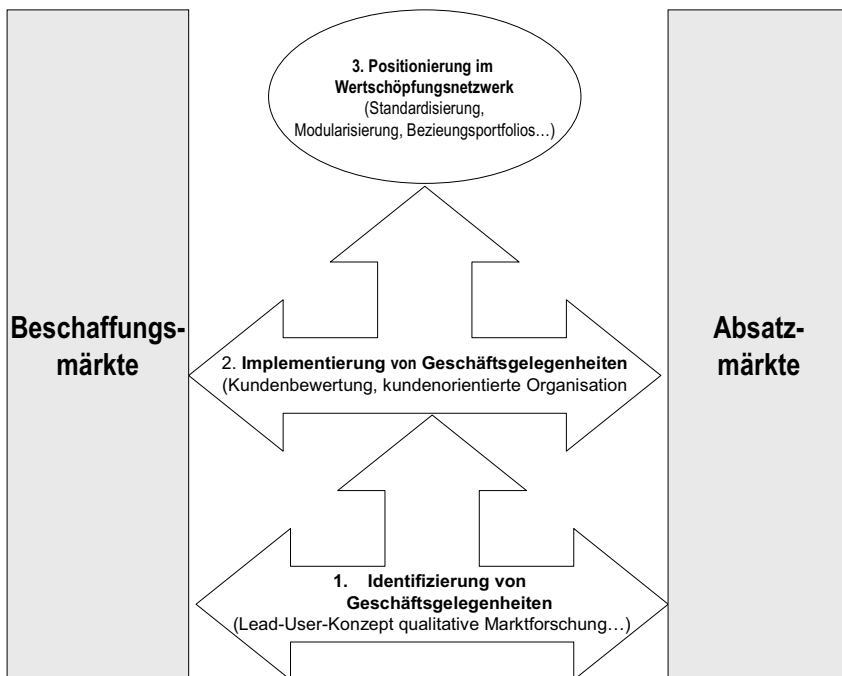 3. Positionierung im
Wertschöpfungsnetzwerk
(Standardisierung,
Modularisierung, Bezieungsportfolios…)
Beschaffungs-
märkte
2. Implementierung von Geschäftsgelegenheiten
(Kundenbewertung, kundenorientierte Organisation
Absatz-
märkte
1. Identifizierung von
Geschäftsgelegenheiten
(Lead-User-Konzept qualitative Marktforschung…)